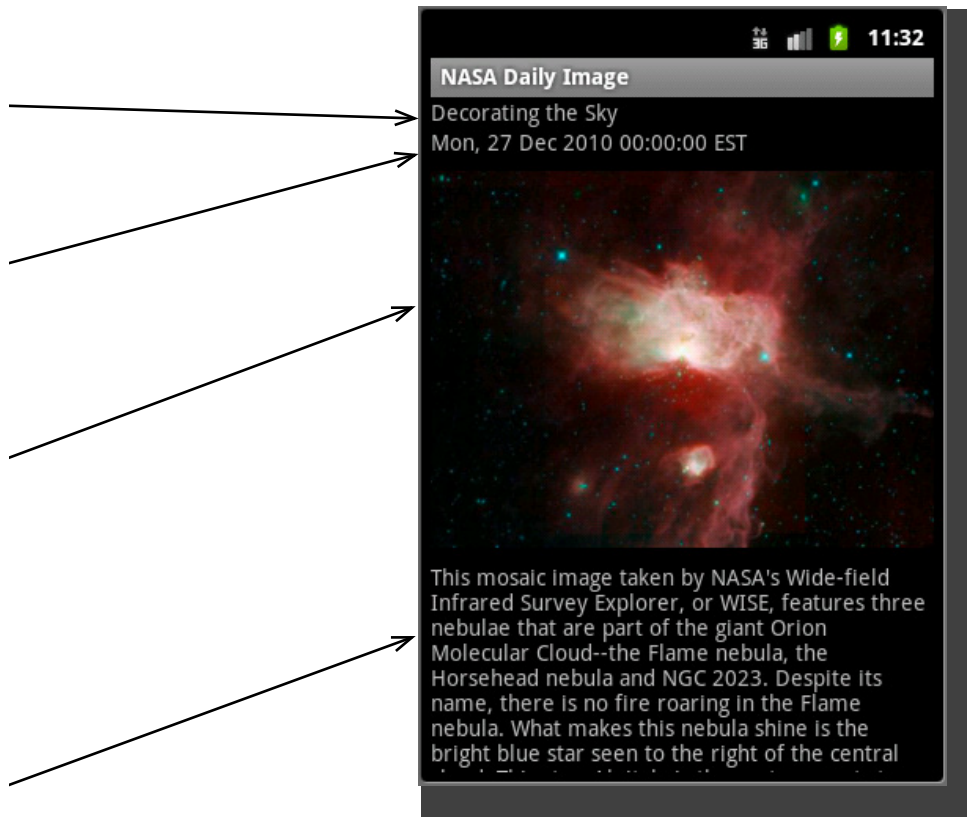 3G 11:32
NASA Daily Image
Decorating the Sky
Mon, 27 Dec 2010 00:00:00 EST
This mosaic image taken by NASA's Wide-field
Infrared Survey Explorer, or WISE, features three
nebulae that are part of the giant Orion
Molecular Cloud--the Flame nebula, the
Horsehead nebula and NGC 2023. Despite its
name, there is no fire roaring in the Flame
nebula. What makes this nebula shine is the
bright blue star seen to the right of the central